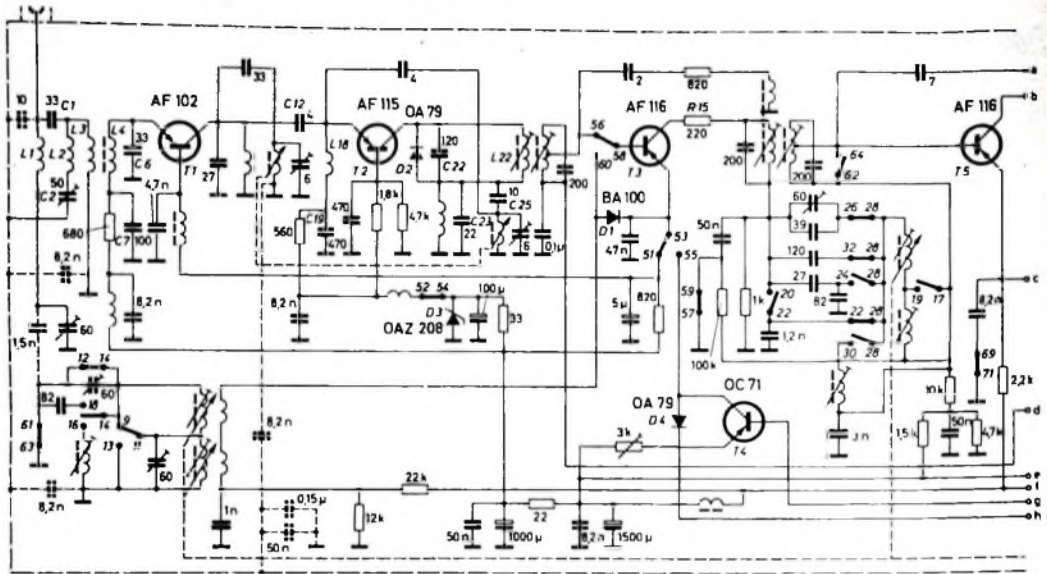 33
4
2
820
7
a
b
AF 102
AF 115
OA 79
AF 116
AF 116
10
33 C1
L3
L4
33
C6
C12
4
L1
L2
L18
120
C22
L22
56
58
60
R15
220
T1
27
6
T2
D2
T3
200
200
200
64
62
T5
50
C2
4,7n
1,8k
4,7k
10
C25
BA 100
D1
60
39
26 28
680
C7
100
560
C19
470
470
C23
22
6
0,1µ
47n
53
51
55
50n
120
32 28
27
24 28
82
19 17
c
8,2n
8,2n
8,2n
100µ
52 54
D3
OAZ 208
33
5µ
820
59
57
1k
20
22
1,2n
22 28
30 28
8,2n
69
71
60
1,5n
100k
10k
2,2k
12 14
60
82
18
14
9
OC 71
OA 79
D4
T4
3k
3n
1,5k
50n
4,7k
d
61
63
16
13
11
60
8,2n
8,2n
22k
e
f
g
h
1n
0,15µ
50n
12k
50n
1000µ
22
8,2n
1500µ